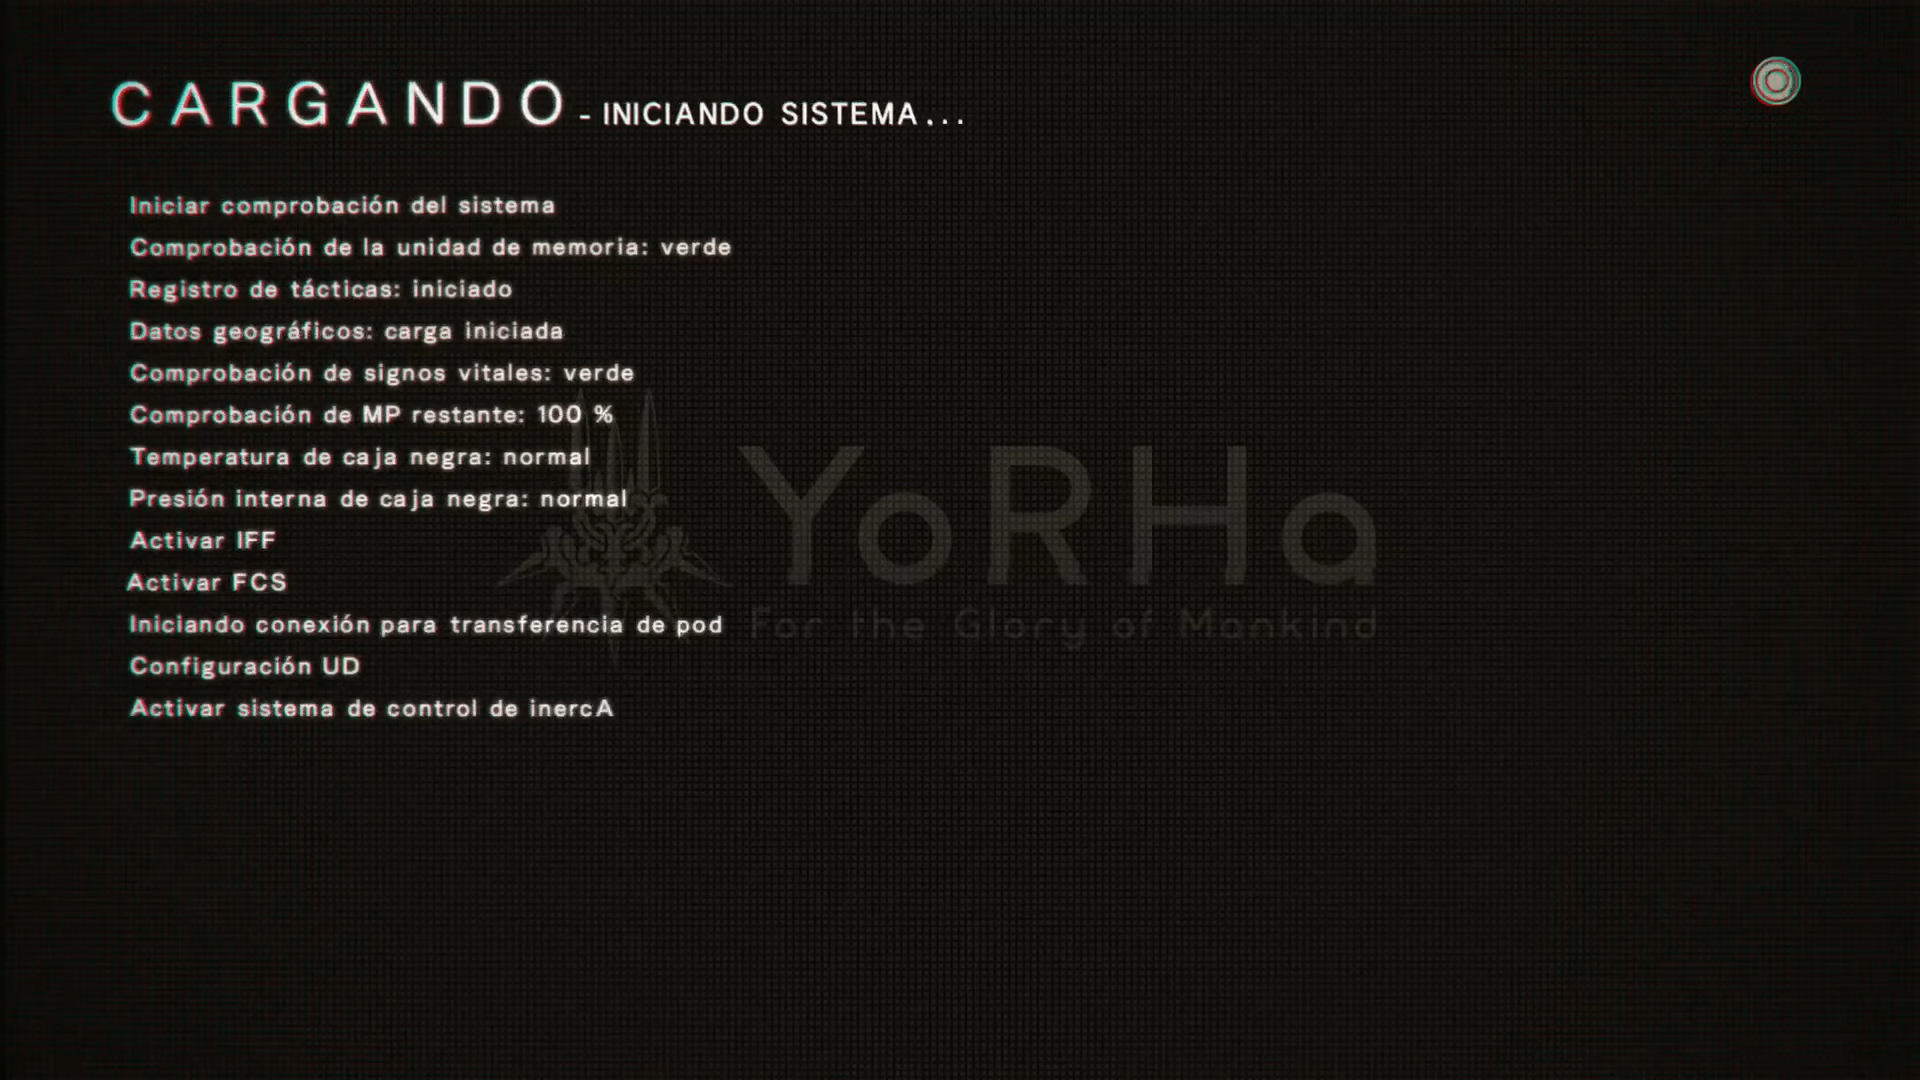 CARGANDO - INICIANDO SISTEMA...
Iniciar comprobación del sistema
Comprobación de la unidad de memoria: verde
Registro de tácticas: iniciado
Datos geográficos: carga iniciada
Comprobación de signos vitales: verde
Comprobación de MP restante: 100 %
Temperatura de caja negra: normal
Presión interna de caja negra: normal
Activar IFF
Activar FCS
Iniciando conexión para transferencia de pod
Configuración UD
Activar sistema de control de inercA
YoRHa
For the Glory of Mankind